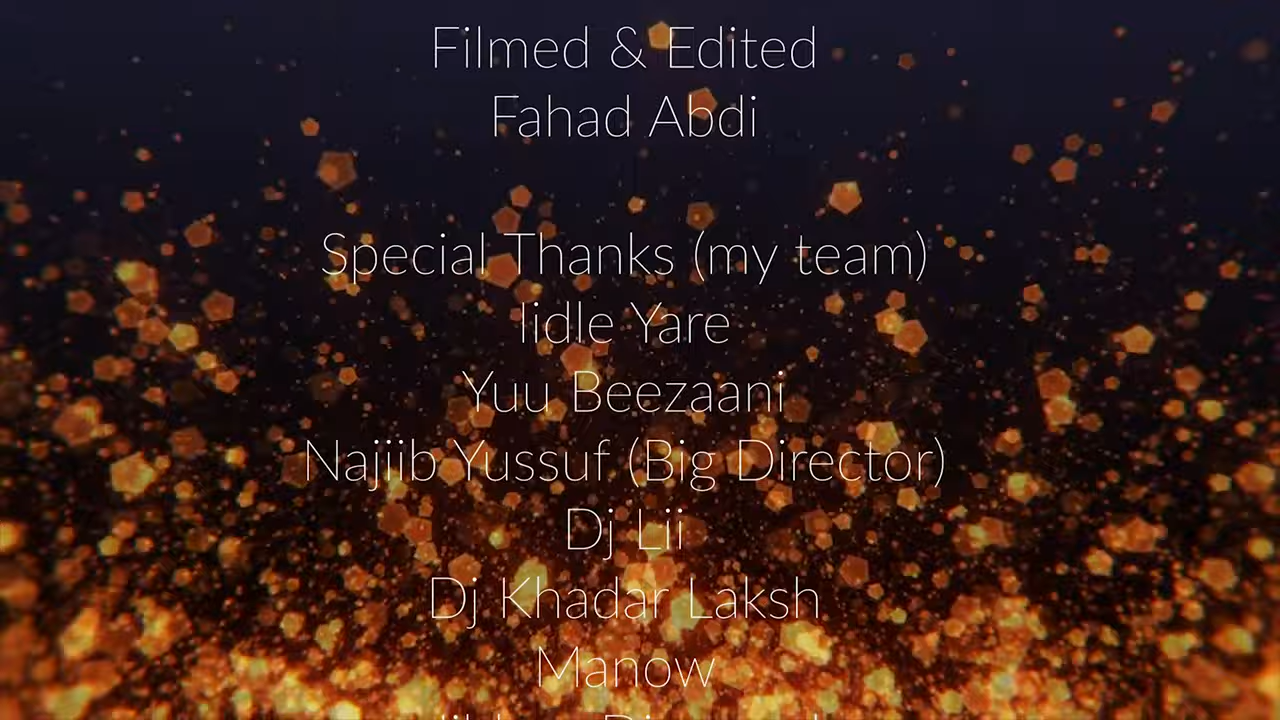 Filmed & Edited
Fahad Abdi
Special Thanks (my team)
Iidle Yare
Yuu Beezaani
Najiib Yussuf (Big Director)
Dj Lii
Dj Khadar Laksh
Manow